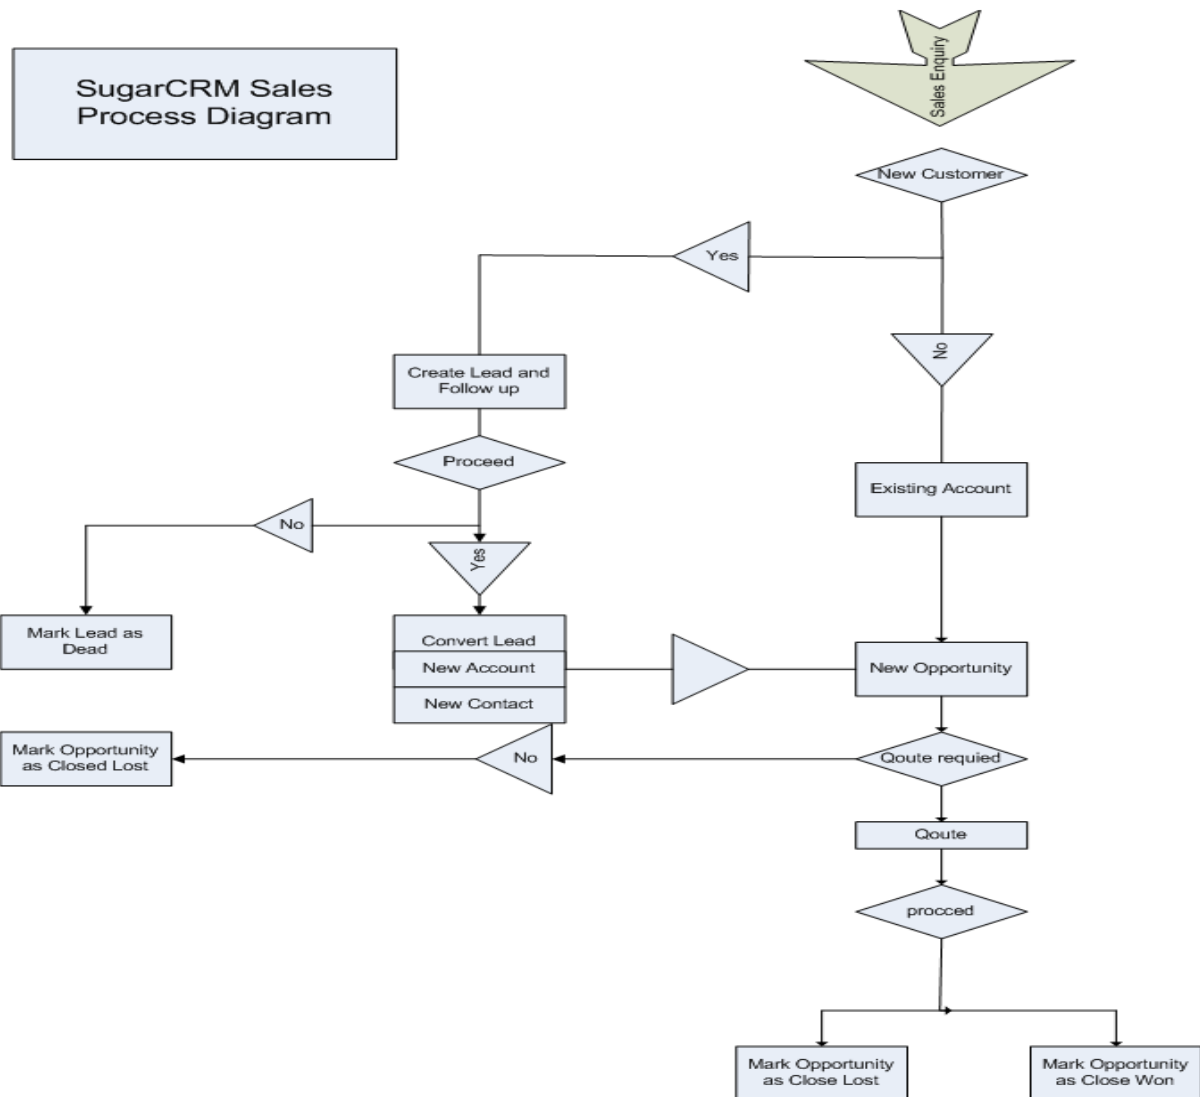 SugarCRM Sales
Process Diagram
Sales Enquiry
New Customer
Yes
No
Create Lead and
Follow up
Proceed
Existing Account
No
Yes
Mark Lead as
Dead
Convert Lead
New Account
New Contact
New Opportunity
Mark Opportunity
as Closed Lost
No
Qoute requied
Qoute
procced
Mark Opportunity
as Close Lost
Mark Opportunity
as Close Won